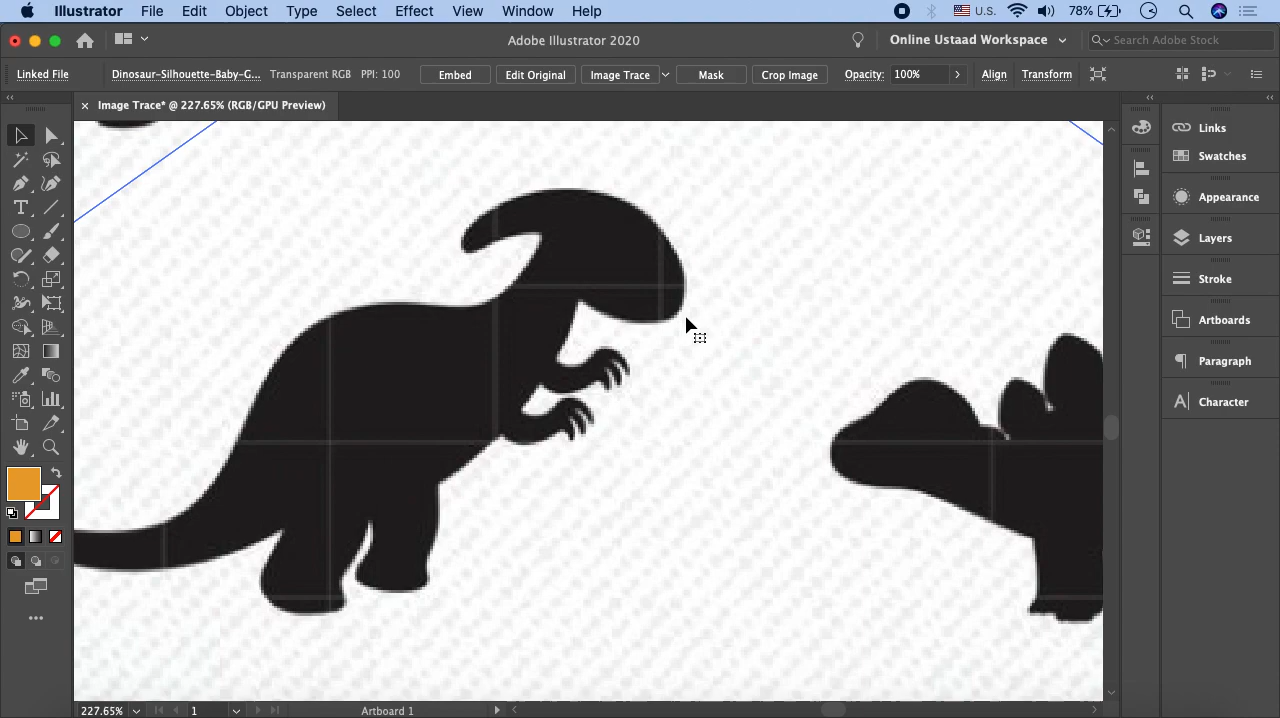 Illustrator File Edit Object Type Select Effect View Window Help U.S. 78%
Adobe Illustrator 2020 Online Ustaad Workspace Search Adobe Stock
Linked File Dinosaur-Silhouette-Baby-G... Transparent RGB PPI: 100 Embed Edit Original Image Trace Mask Crop Image Opacity: 100% Align Transform
Image Trace* @ 227.65% (RGB/GPU Preview)
Links
Swatches
Appearance
Layers
Stroke
Artboards
Paragraph
Character
227.65% 1 Artboard 1